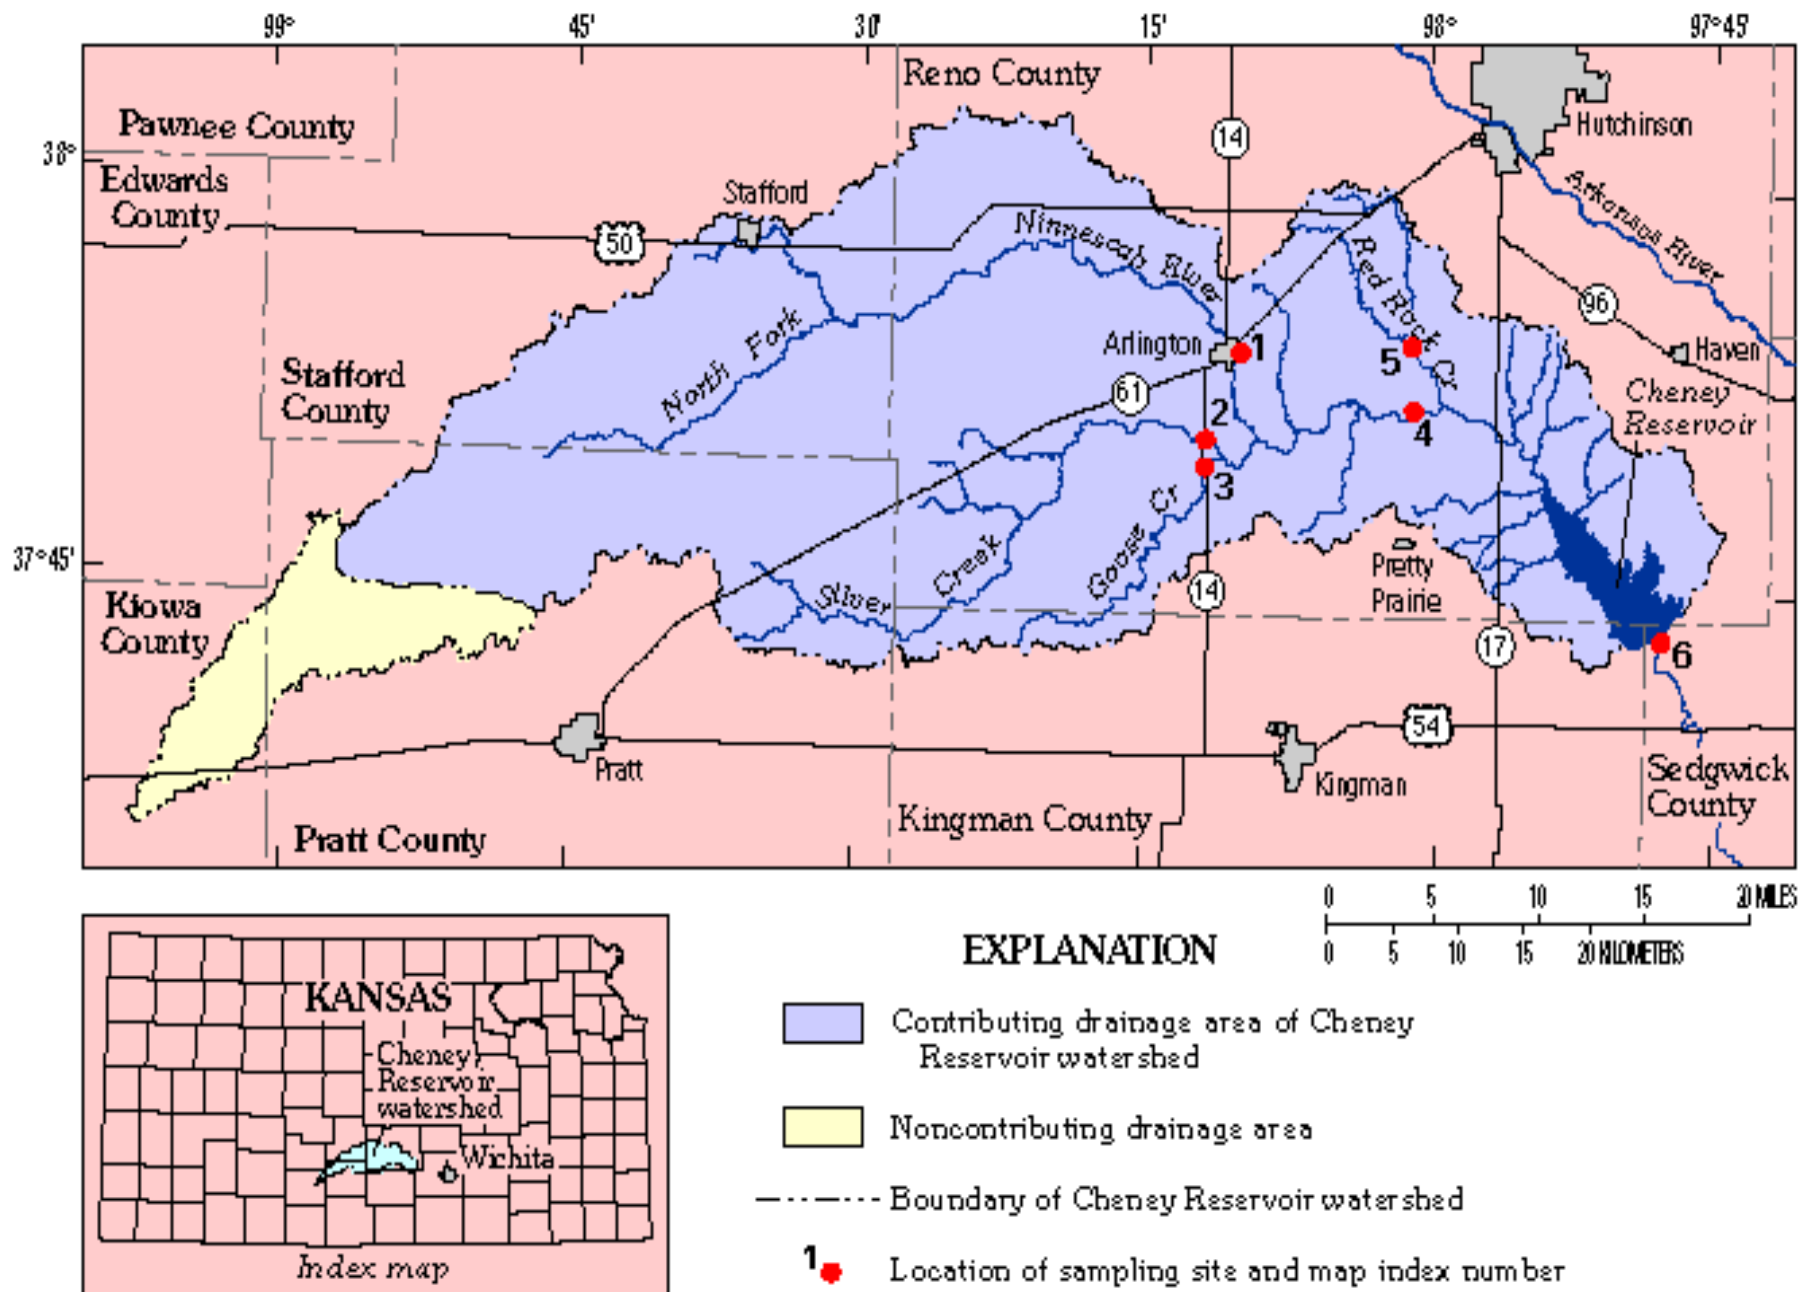 99°
45'
30'
15'
98°
97°45'
38°
37°45'
Reno County
Pawnee County
14
Hutchinson
Edwards
County
Stafford
Arkansas River
50
Ninnescah River
Red Rock Cr
96
North Fork
Arlington
1
5
Haven
Stafford
County
61
Cheney
Reservoir
2
4
3
Goose Cr
Creek
Silver
Pretty
Prairie
Kiowa
County
14
17
6
54
Pratt
Kingman
Sedgwick
County
Kingman County
Pratt County
0 5 10 15 20 MILES
0 5 10 15 20 KILOMETERS
KANSAS
Cheney
Reservoir
watershed
Wichita
Index map
EXPLANATION
Contributing drainage area of Cheney
Reservoir watershed
Noncontributing drainage area
Boundary of Cheney Reservoir watershed
1
Location of sampling site and map index number